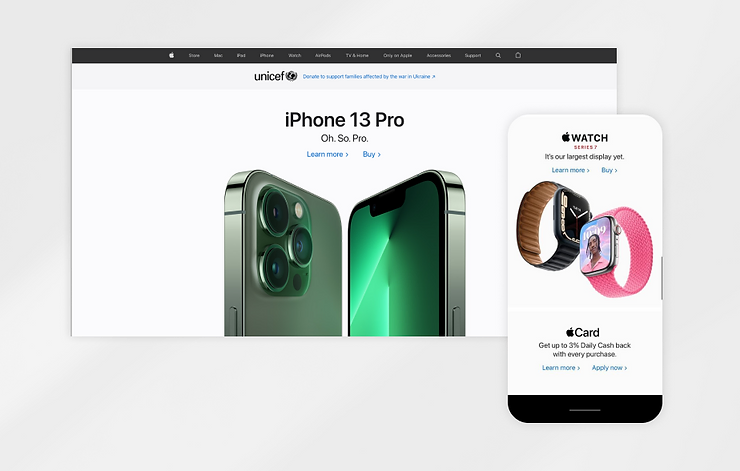 Store Mac iPad iPhone Watch AirPods TV & Home Only on Apple Accessories Support
unicef
Donate to support families affected by the war in Ukraine ↗
iPhone 13 Pro
Oh. So. Pro.
Learn more > Buy >
WATCH
SERIES 7
It's our largest display yet.
Learn more > Buy >
Card
Get up to 3% Daily Cash back
with every purchase.
Learn more > Apply now >